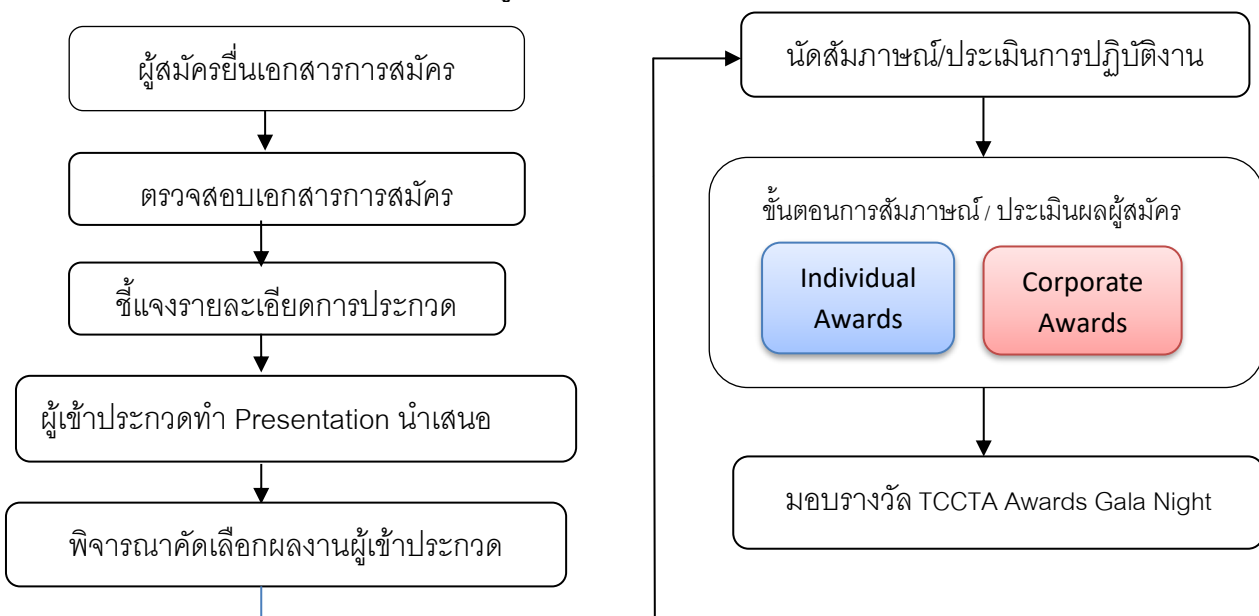 ผู้สมัครยื่นเอกสารการสมัคร
ตรวจสอบเอกสารการสมัคร
ชี้แจงรายละเอียดการประกวด
ผู้เข้าประกวดทำ Presentation นำเสนอ
พิจารณาคัดเลือกผลงานผู้เข้าประกวด
นัดสัมภาษณ์/ประเมินการปฏิบัติงาน
ขั้นตอนการสัมภาษณ์ / ประเมินผลผู้สมัคร
Individual
Awards
Corporate
Awards
มอบรางวัล TCCTA Awards Gala Night